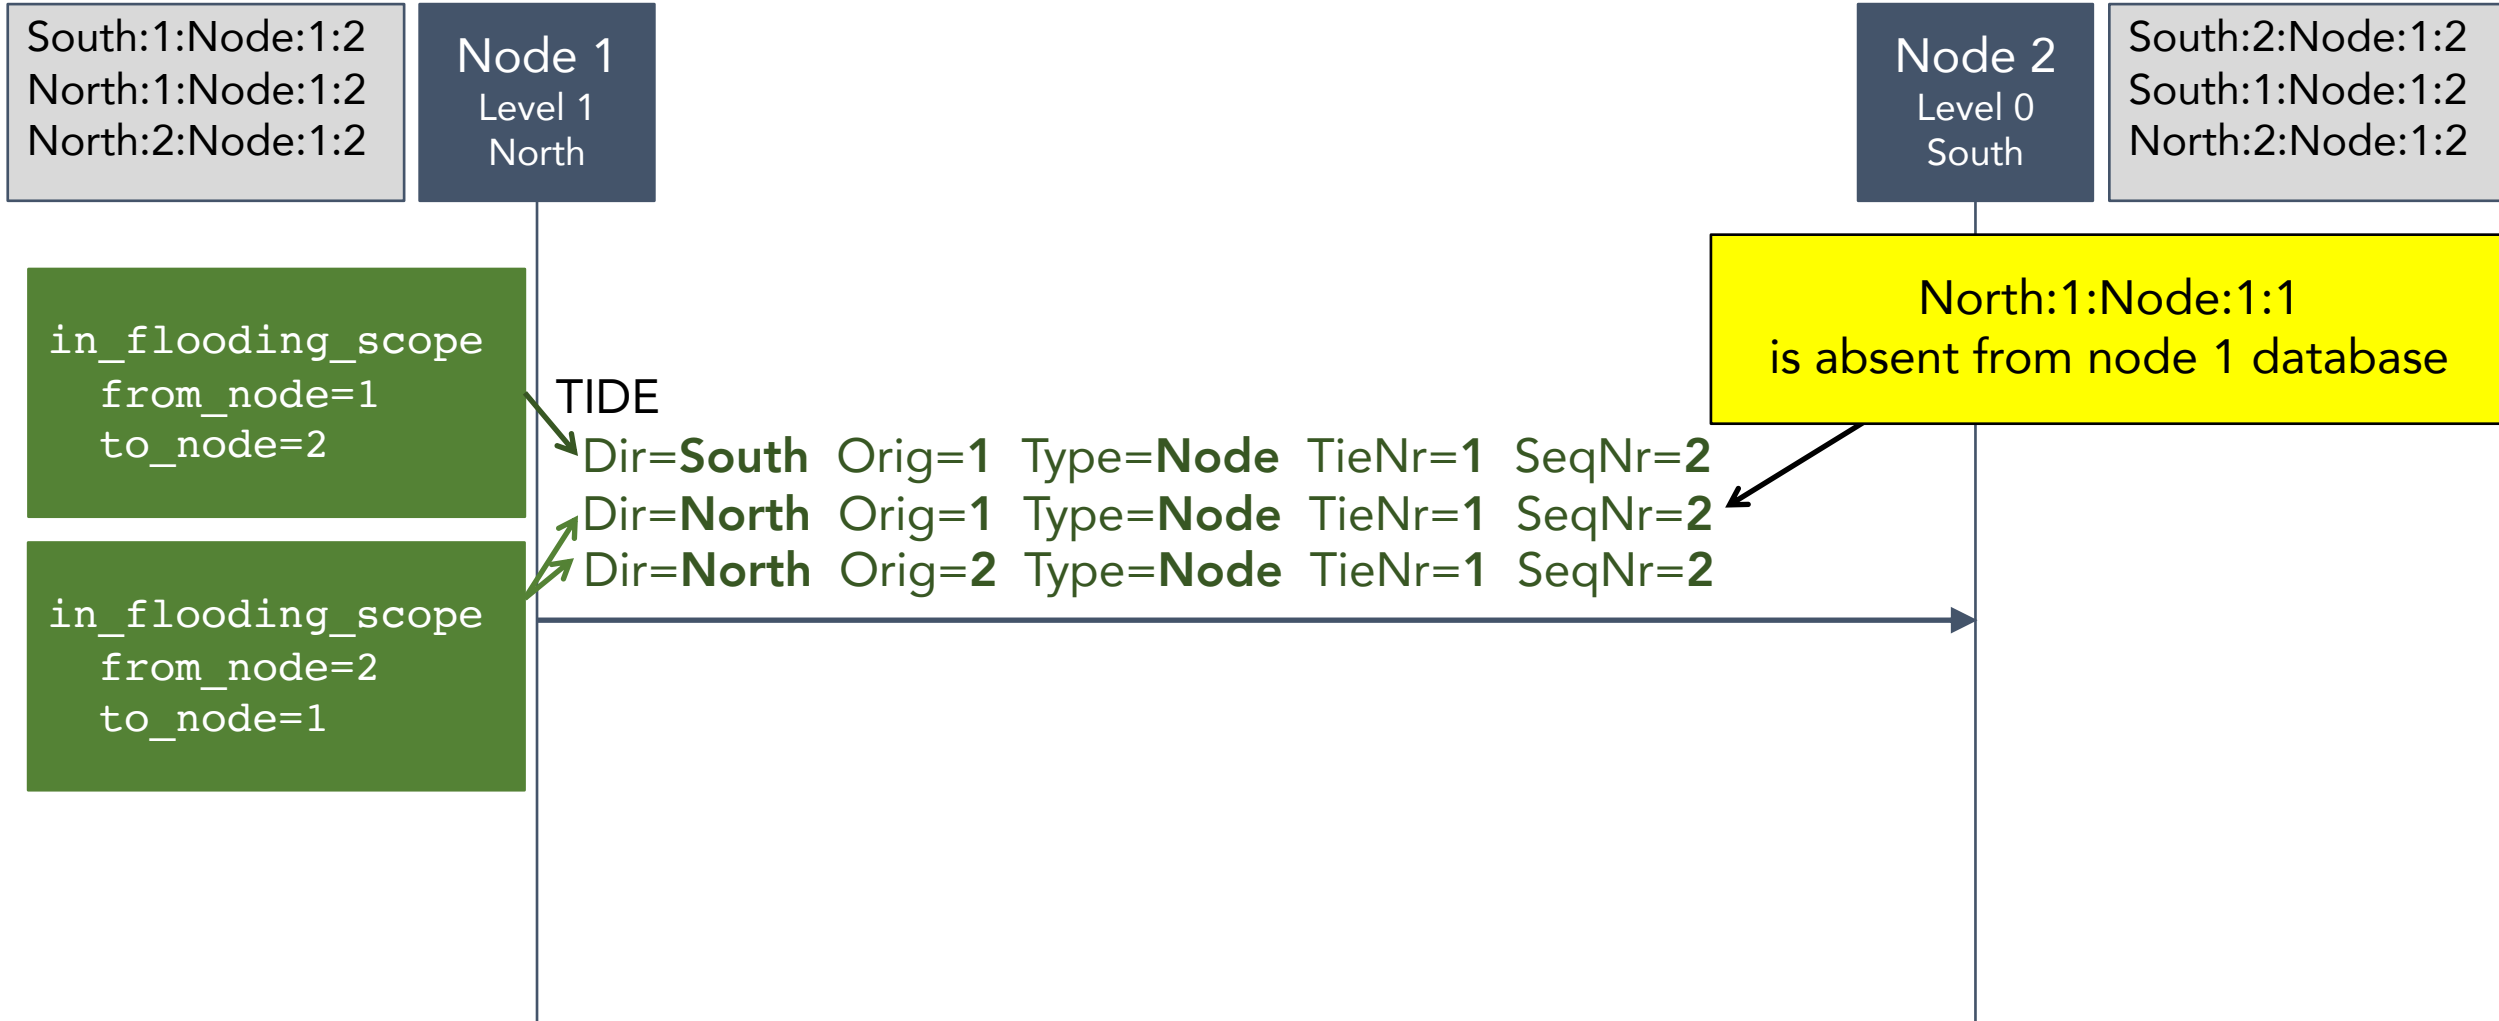 South:1:Node:1:2
North:1:Node:1:2
North:2:Node:1:2
Node 1
Level 1
North
Node 2
Level 0
South
South:2:Node:1:2
South:1:Node:1:2
North:2:Node:1:2
in_flooding_scope
from_node=1
to_node=2
in_flooding_scope
from_node=2
to_node=1
TIDE
Dir=South Orig=1 Type=Node TieNr=1 SeqNr=2
Dir=North Orig=1 Type=Node TieNr=1 SeqNr=2
Dir=North Orig=2 Type=Node TieNr=1 SeqNr=2
North:1:Node:1:1
is absent from node 1 database